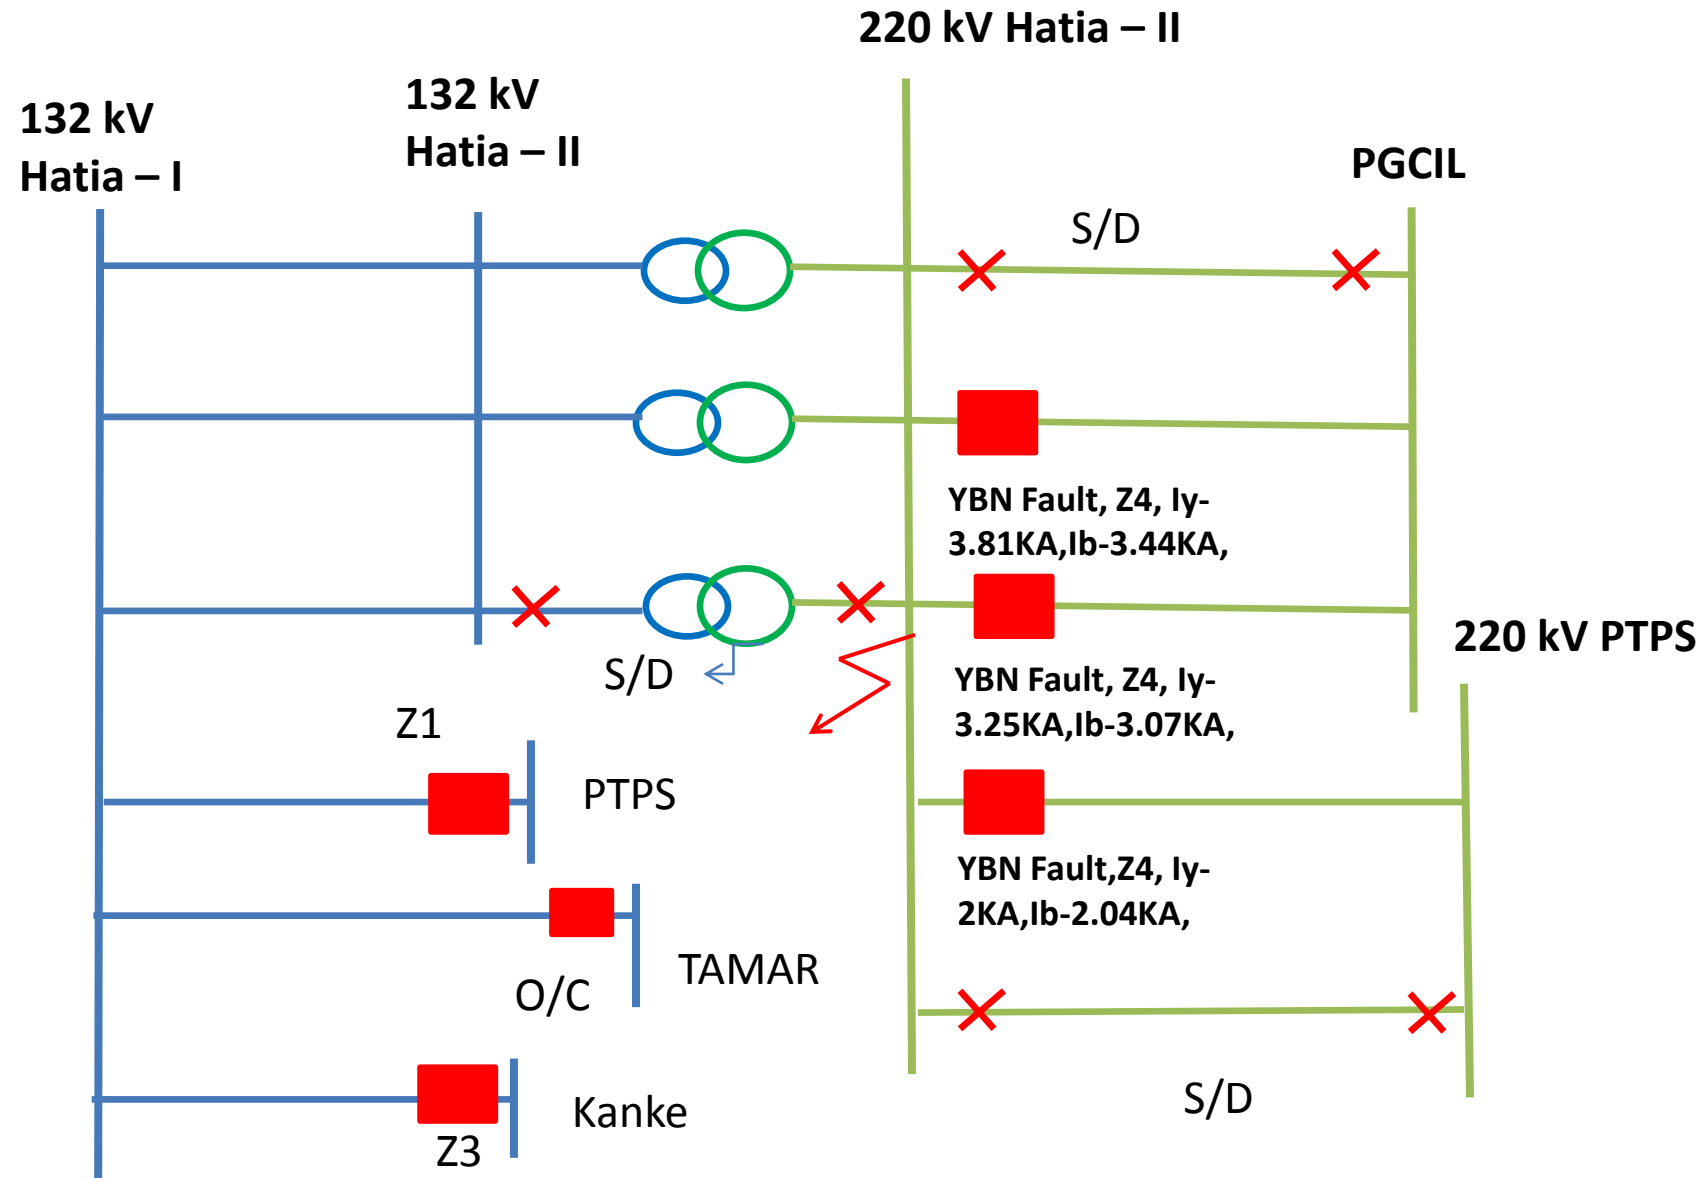 220 kV Hatia – II
132 kV
Hatia – I
132 kV
Hatia – II
PGCIL
S/D
YBN Fault, Z4, Iy-
3.81KA,Ib-3.44KA,
S/D
YBN Fault, Z4, Iy-
3.25KA,Ib-3.07KA,
220 kV PTPS
Z1
PTPS
YBN Fault,Z4, Iy-
2KA,Ib-2.04KA,
TAMAR
O/C
Kanke
Z3
S/D